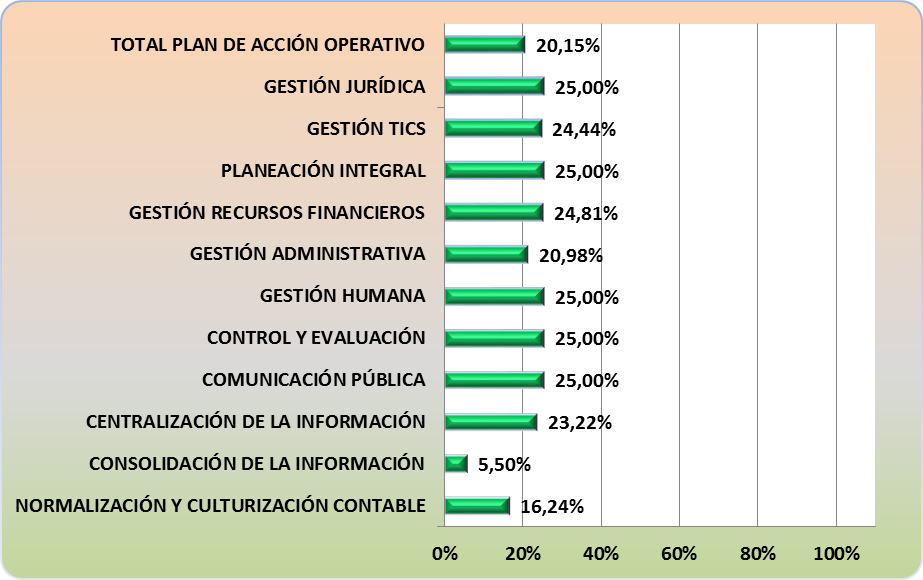 TOTAL PLAN DE ACCIÓN OPERATIVO 20,15%
GESTIÓN JURÍDICA 25,00%
GESTIÓN TICS 24,44%
PLANEACIÓN INTEGRAL 25,00%
GESTIÓN RECURSOS FINANCIEROS 24,81%
GESTIÓN ADMINISTRATIVA 20,98%
GESTIÓN HUMANA 25,00%
CONTROL Y EVALUACIÓN 25,00%
COMUNICACIÓN PÚBLICA 25,00%
CENTRALIZACIÓN DE LA INFORMACIÓN 23,22%
CONSOLIDACIÓN DE LA INFORMACIÓN 5,50%
NORMALIZACIÓN Y CULTURIZACIÓN CONTABLE 16,24%
0% 20% 40% 60% 80% 100%